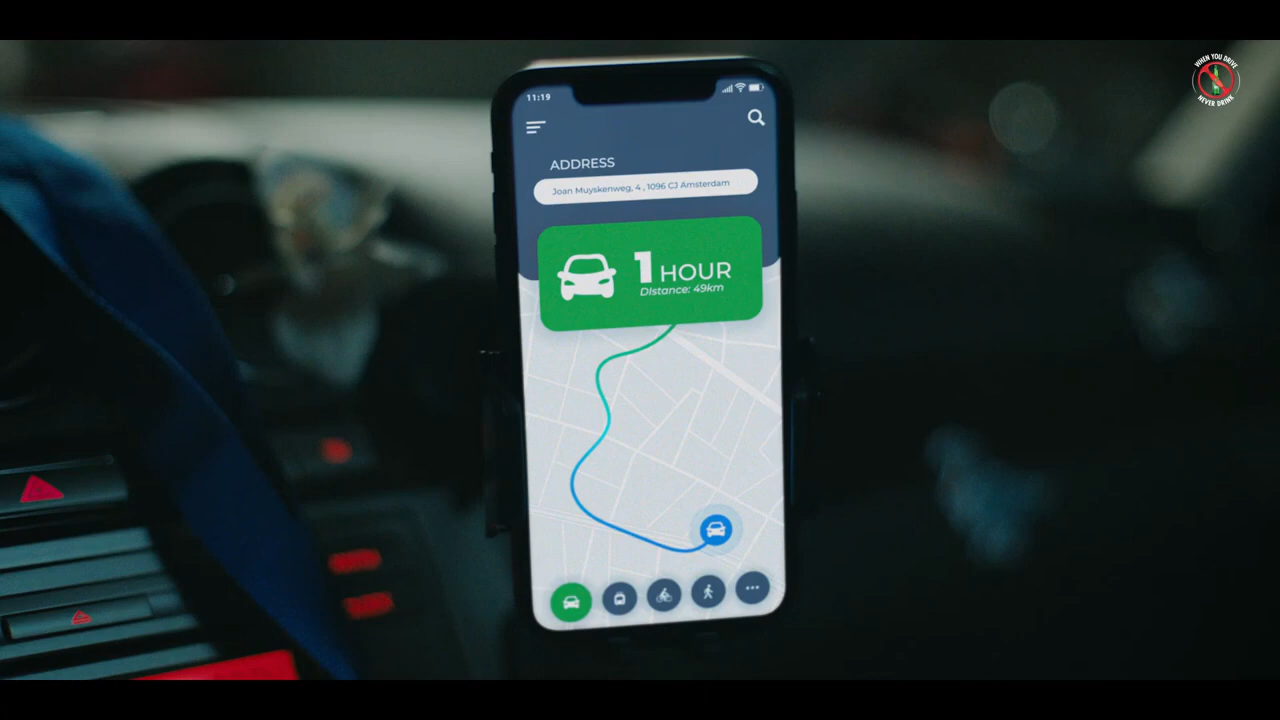 WHEN YOU DRIVE
NEVER DRINK
11:19
ADDRESS
Joan Muyskenweg, 4 , 1096 CJ Amsterdam
1 HOUR
Distance: 49km